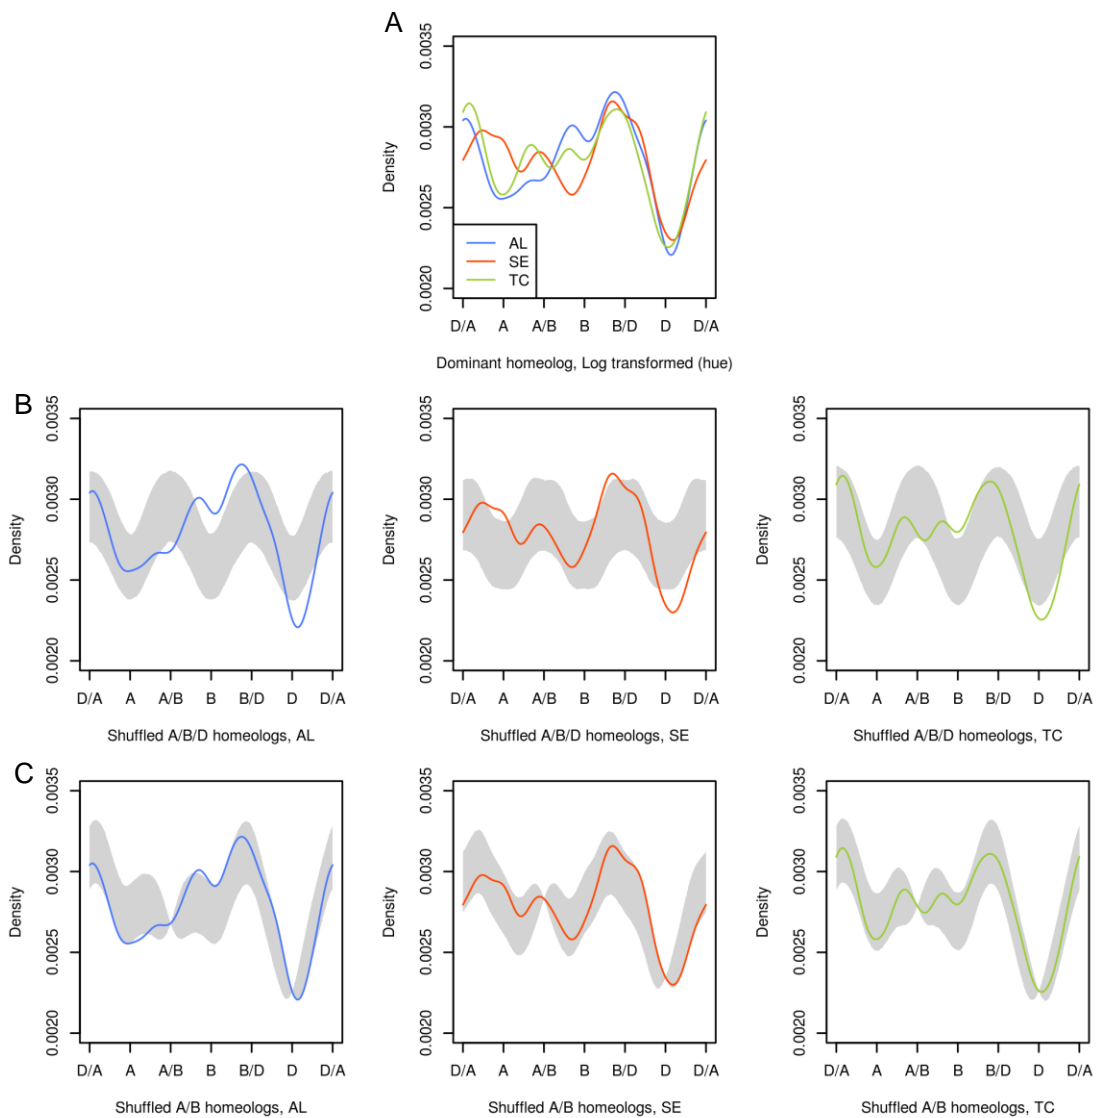 A
0.0035
0.0030
0.0025
0.0020
Density
AL
SE
TC
D/A A A/B B B/D D D/A
Dominant homeolog, Log transformed (hue)
B
0.0035
0.0030
0.0025
0.0020
Density
D/A A A/B B B/D D D/A
Shuffled A/B/D homeologs, AL
0.0035
0.0030
0.0025
0.0020
Density
D/A A A/B B B/D D D/A
Shuffled A/B/D homeologs, SE
0.0035
0.0030
0.0025
0.0020
Density
D/A A A/B B B/D D D/A
Shuffled A/B/D homeologs, TC
C
0.0035
0.0030
0.0025
0.0020
Density
D/A A A/B B B/D D D/A
Shuffled A/B homeologs, AL
0.0035
0.0030
0.0025
0.0020
Density
D/A A A/B B B/D D D/A
Shuffled A/B homeologs, SE
0.0035
0.0030
0.0025
0.0020
Density
D/A A A/B B B/D D D/A
Shuffled A/B homeologs, TC